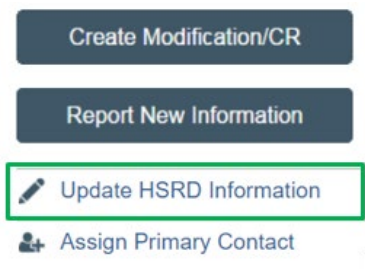 Create Modification/CR
Report New Information
Update HSRD Information
Assign Primary Contact